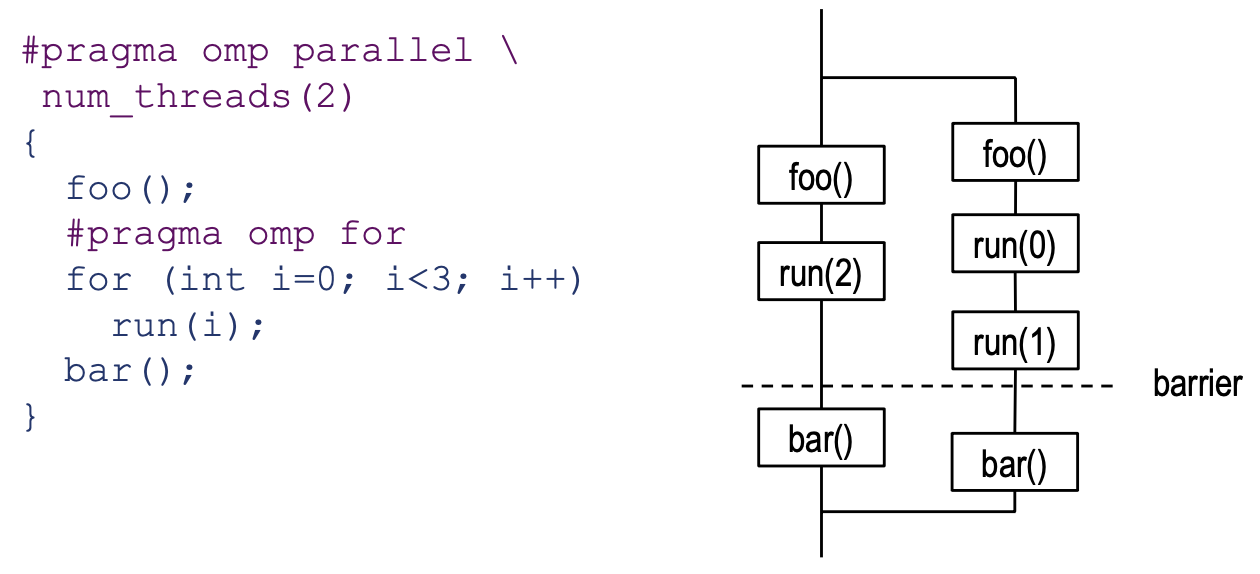 #pragma omp parallel \
num_threads(2)
{
foo();
#pragma omp for
for (int i=0; i<3; i++)
run(i);
bar();
}
foo()
foo()
run(0)
run(2)
run(1)
barrier
bar()
bar()